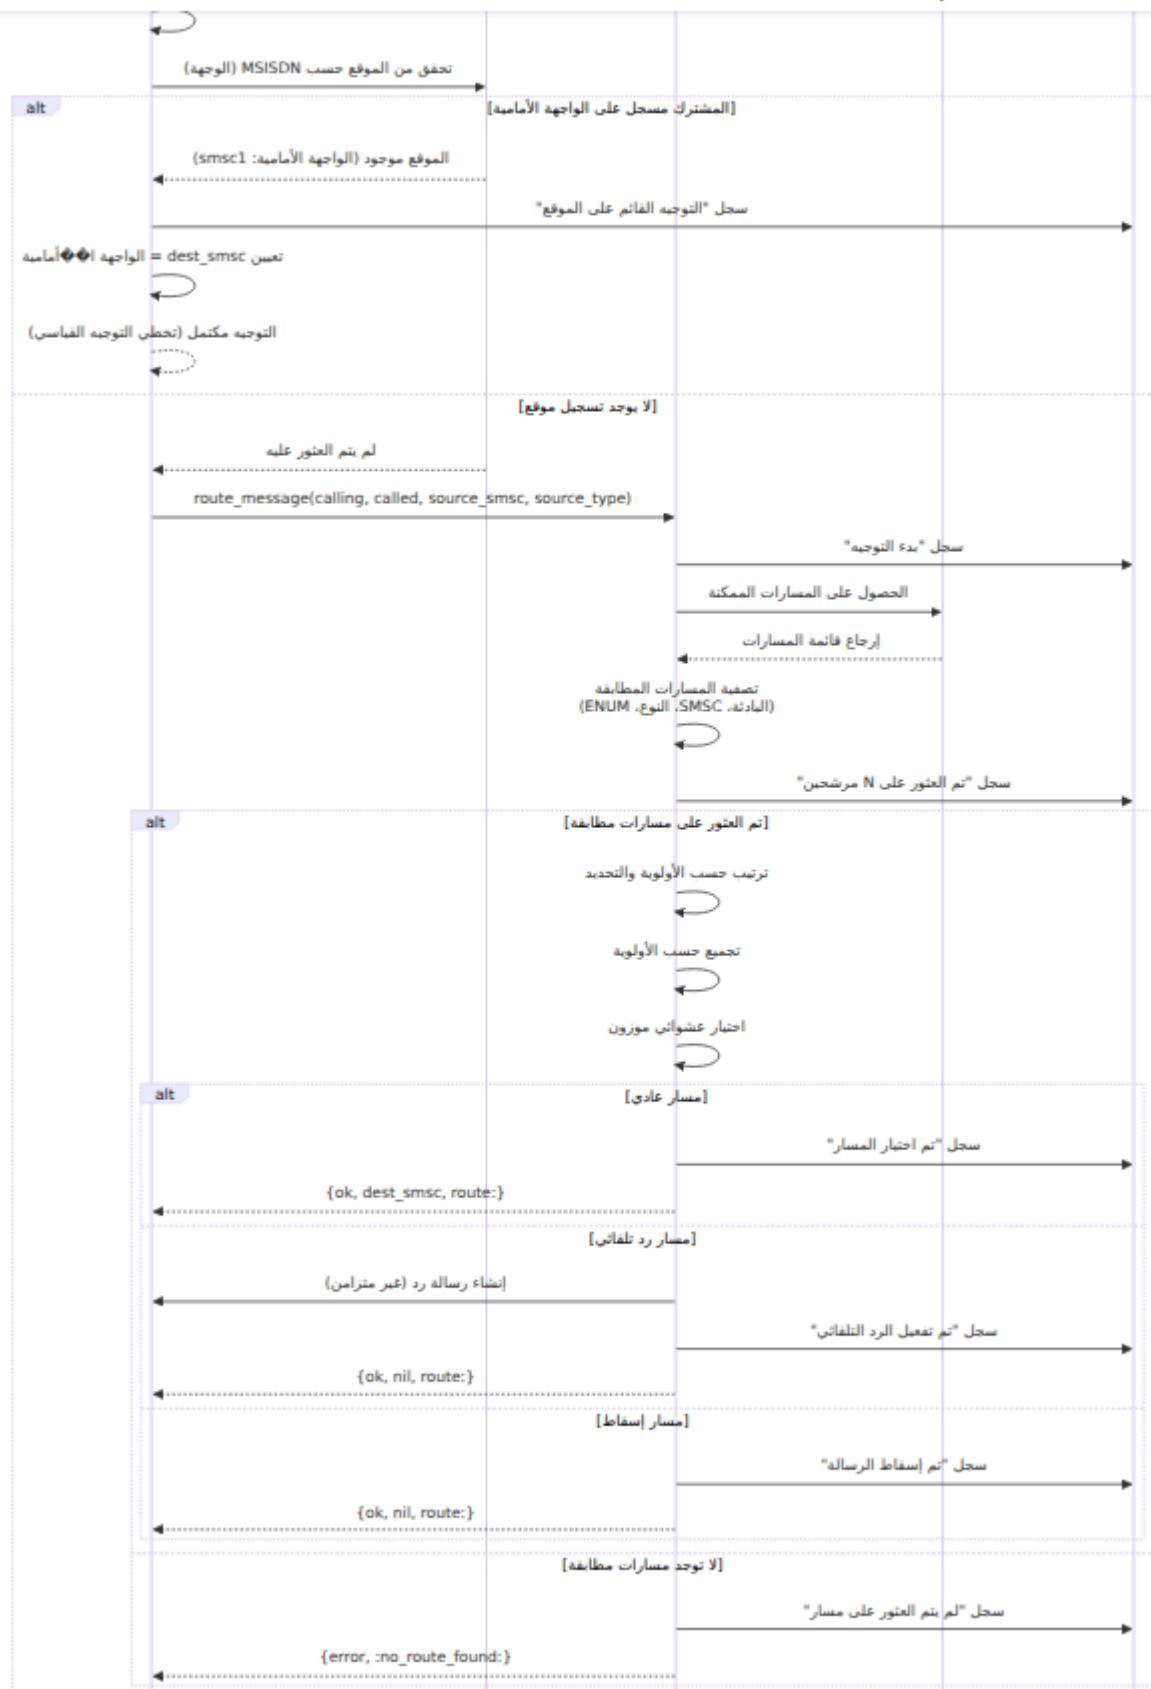 تحقق من الموقع حسب MSISDN (الوجهة)
alt
[المشترك مسجل على الواجهة الأمامية]
الموقع موجود (الواجهة الأمامية: smsc1)
سجل "التوجيه القائم على الموقع"
تعيين dest_smsc = الواجهة ا��أمامية
التوجيه مكتمل (تخطي التوجيه القياسي)
[لا يوجد تسجيل موقع]
لم يتم العثور عليه
route_message(calling, called, source_smsc, source_type)
سجل "بدء التوجيه"
الحصول على المسارات الممكنة
إرجاع قائمة المسارات
تصفية المسارات المطابقة
(البادئة، SMSC، النوع، ENUM)
سجل "تم العثور على N مرشحين"
alt
[تم العثور على مسارات مطابقة]
ترتيب حسب الأولوية والتحديد
تجميع حسب الأولوية
اختيار عشوائي موزون
alt
[مسار عادي]
سجل "تم اختيار المسار"
{ok, dest_smsc, route:}
[مسار رد تلقائي]
إنشاء رسالة رد (غير متزامن)
سجل "تم تفعيل الرد التلقائي"
{ok, nil, route:}
[مسار إسقاط]
سجل "تم إسقاط الرسالة"
{ok, nil, route:}
[لا توجد مسارات مطابقة]
سجل "لم يتم العثور على مسار"
{error, :no_route_found:}